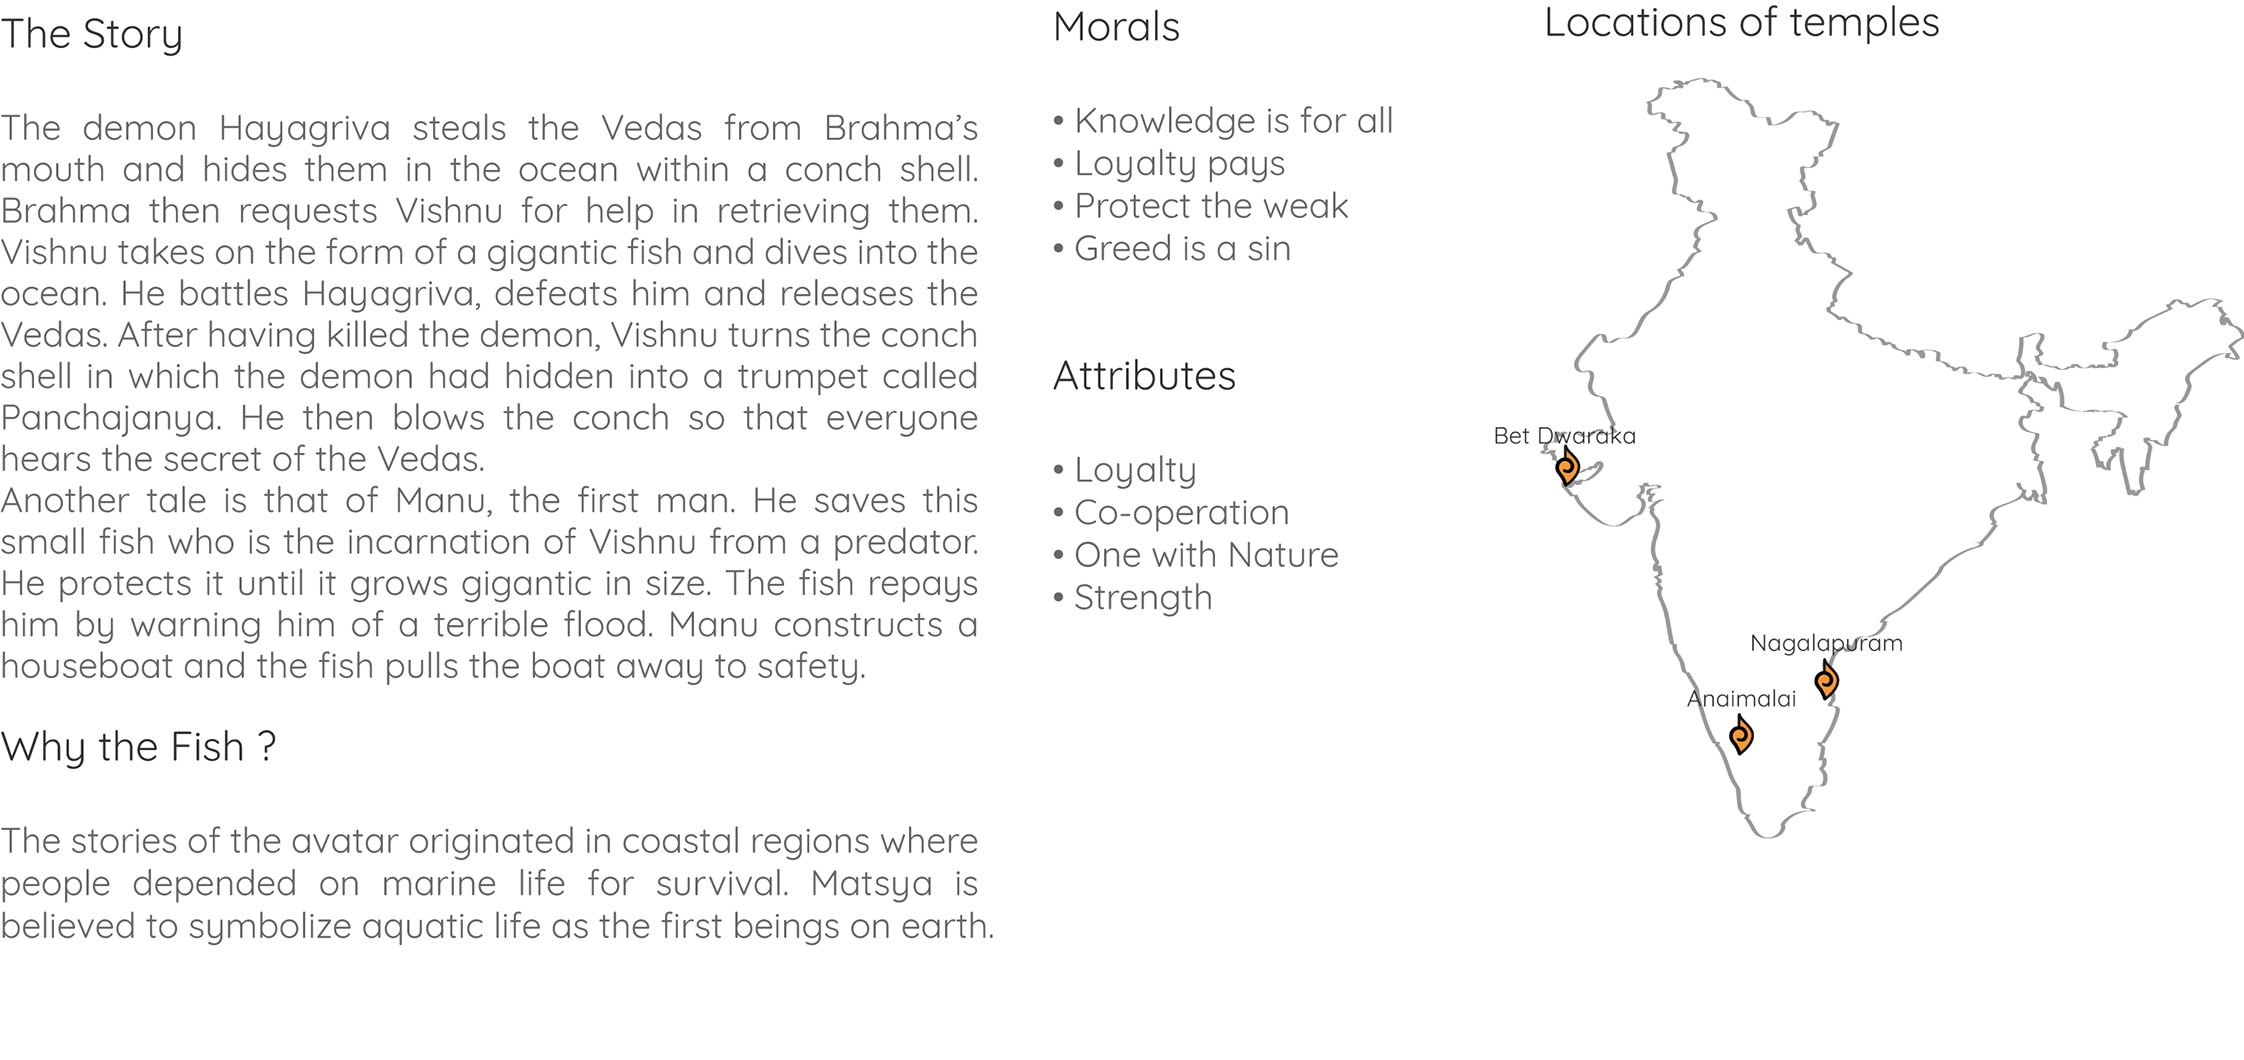 The Story
The demon Hayagriva steals the Vedas from Brahma’s
mouth and hides them in the ocean within a conch shell.
Brahma then requests Vishnu for help in retrieving them.
Vishnu takes on the form of a gigantic fish and dives into the
ocean. He battles Hayagriva, defeats him and releases the
Vedas. After having killed the demon, Vishnu turns the conch
shell in which the demon had hidden into a trumpet called
Panchajanya. He then blows the conch so that everyone
hears the secret of the Vedas.
Another tale is that of Manu, the first man. He saves this
small fish who is the incarnation of Vishnu from a predator.
He protects it until it grows gigantic in size. The fish repays
him by warning him of a terrible flood. Manu constructs a
houseboat and the fish pulls the boat away to safety.
Why the Fish ?
The stories of the avatar originated in coastal regions where
people depended on marine life for survival. Matsya is
believed to symbolize aquatic life as the first beings on earth.
Morals
• Knowledge is for all
• Loyalty pays
• Protect the weak
• Greed is a sin
Attributes
• Loyalty
• Co-operation
• One with Nature
• Strength
Locations of temples
Bet Dwaraka
Nagalapuram
Anaimalai